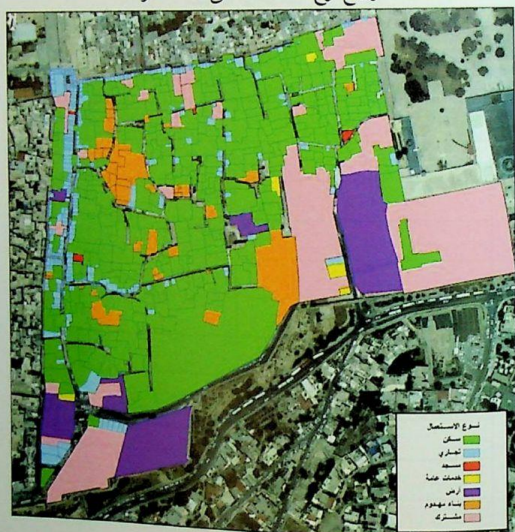 نوع الاستعمال
سكن
تجاري
مسجد
خدمات عامة
أرض
بناء مهدوم
مشترك